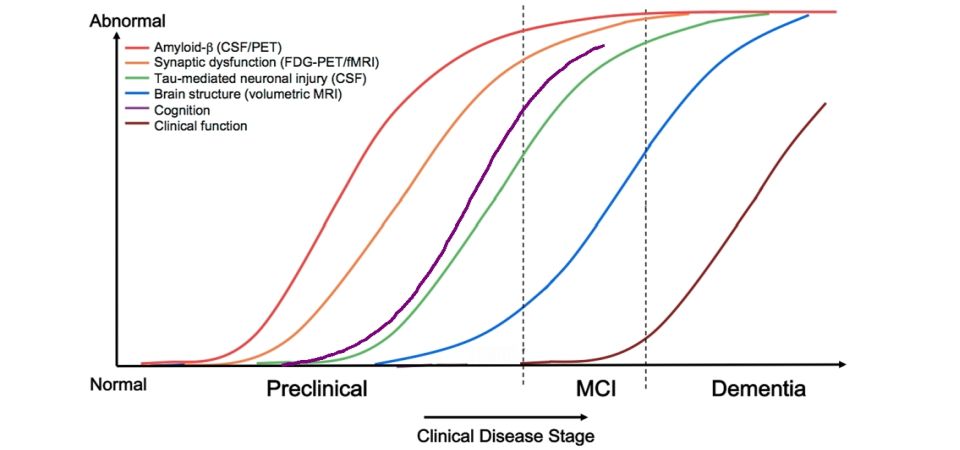 Abnormal
Amyloid-β (CSF/PET)
Synaptic dysfunction (FDG-PET/fMRI)
Tau-mediated neuronal injury (CSF)
Brain structure (volumetric MRI)
Cognition
Clinical function
Normal
Preclinical
MCI
Dementia
Clinical Disease Stage